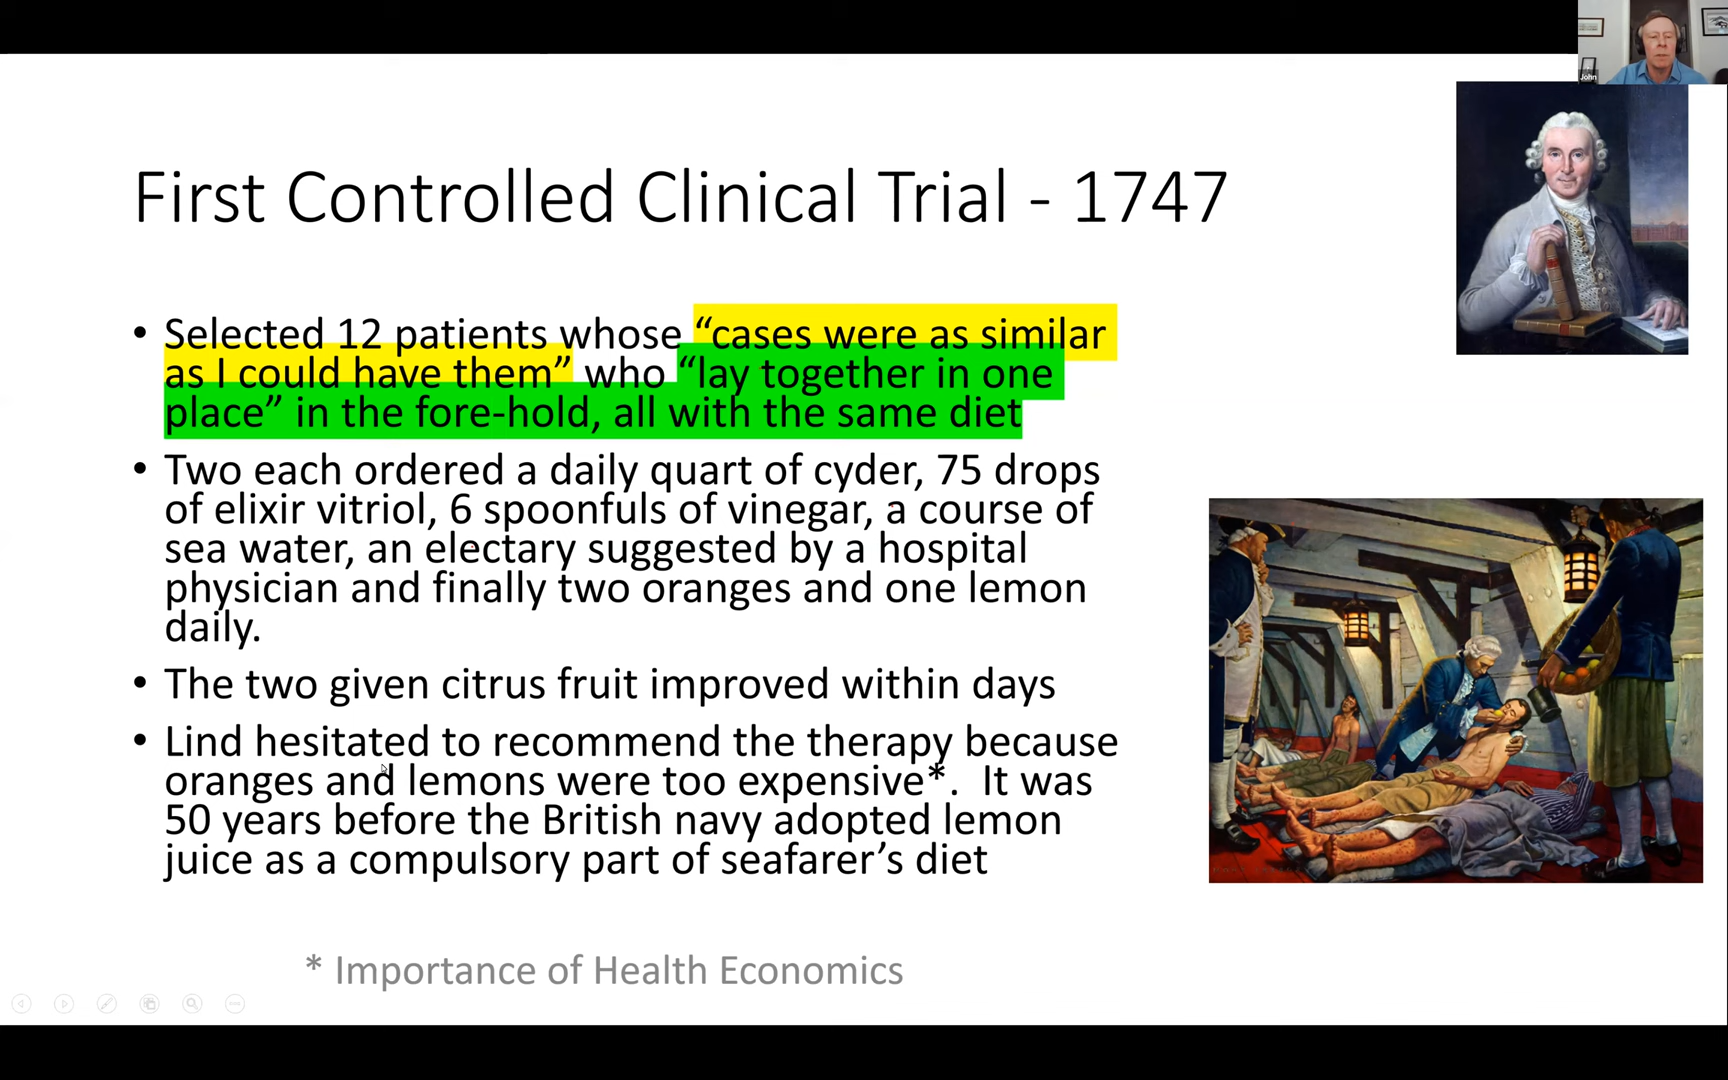 John
First Controlled Clinical Trial - 1747
• Selected 12 patients whose “cases were as similar
as I could have them” who “lay together in one
place” in the fore-hold, all with the same diet
• Two each ordered a daily quart of cyder, 75 drops
of elixir vitriol, 6 spoonfuls of vinegar, a course of
sea water, an electary suggested by a hospital
physician and finally two oranges and one lemon
daily.
• The two given citrus fruit improved within days
• Lind hesitated to recommend the therapy because
oranges and lemons were too expensive*. It was
50 years before the British navy adopted lemon
juice as a compulsory part of seafarer’s diet
* Importance of Health Economics